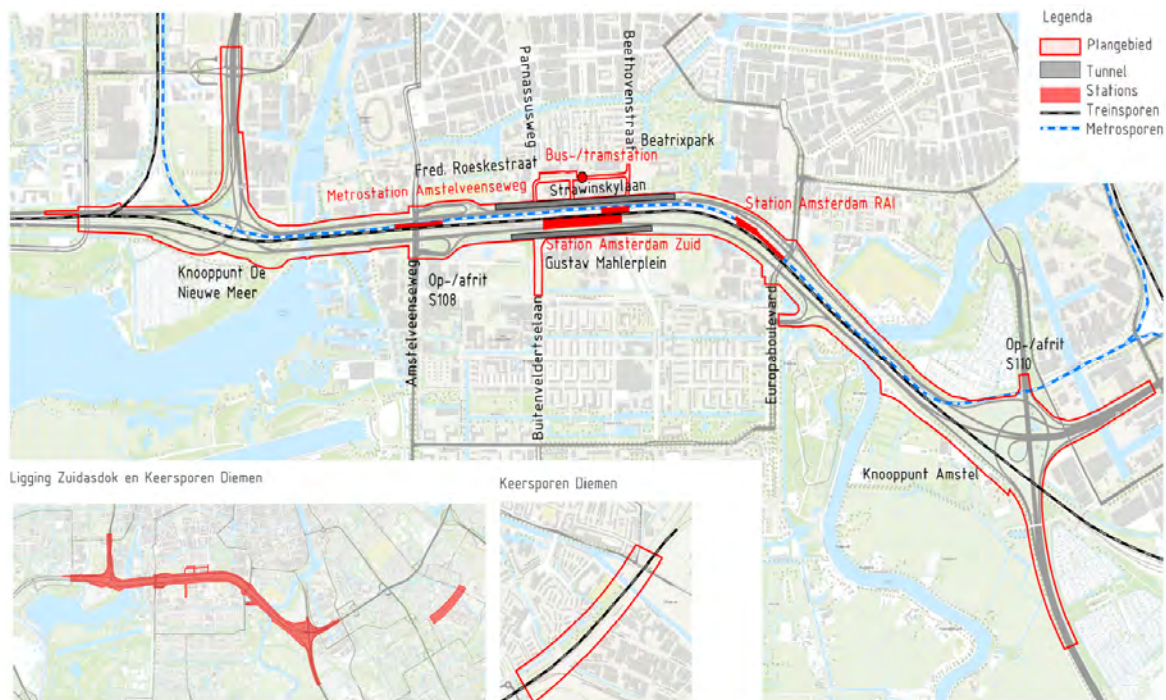 Legenda
Plangebied
Tunnel
Stations
Treinsporen
Metrosporen
Parnassusweg
Beethovenstraat
Beatrixpark
Bus-/tramstation
Fred. Roeskestraat
Metrostation Amstelveenseweg
Strawinskylaan
Station Amsterdam RAI
Station Amsterdam Zuid
Gustav Mahlerplein
Knooppunt De
Nieuwe Meer
Op-/afrit
S108
Amstelveenseweg
Buitenveldertselaan
Europaboulevard
Op-/afrit
S110
Knooppunt Amstel
Ligging Zuidasdok en Keersporen Diemen
Keersporen Diemen